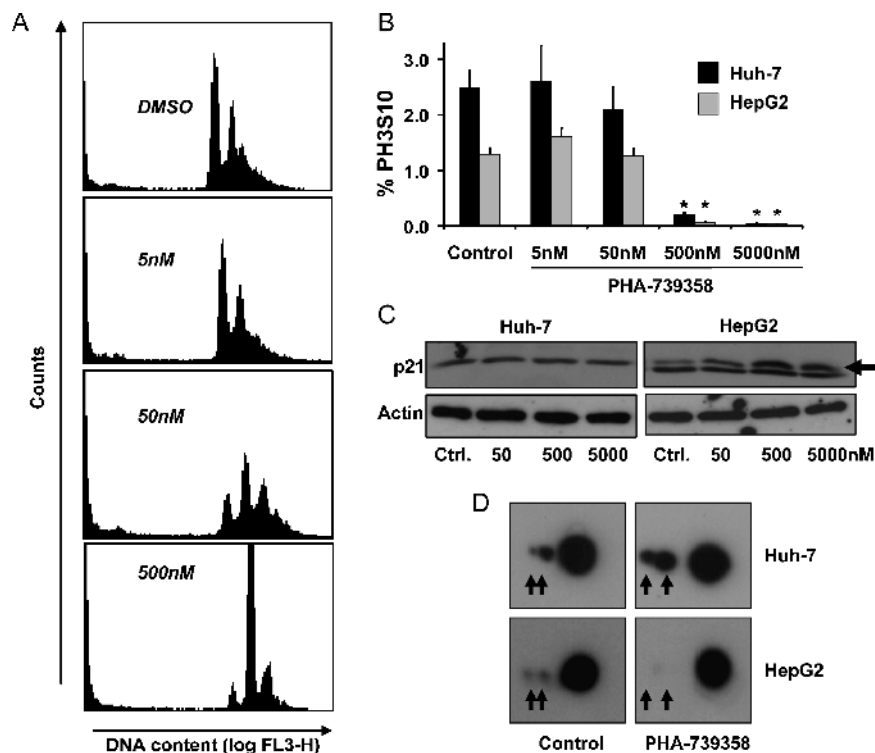 A
DMSO
5nM
50nM
500nM
Counts
DNA content (log FL3-H)
B
% PH3S10
3.0
2.0
1.0
0.0
Huh-7
HepG2
* * * *
Control 5nM 50nM 500nM 5000nM
PHA-739358
C
Huh-7 HepG2
p21
Actin
Ctrl. 50 500 5000 Ctrl. 50 500 5000nM
D
Huh-7
HepG2
Control PHA-739358